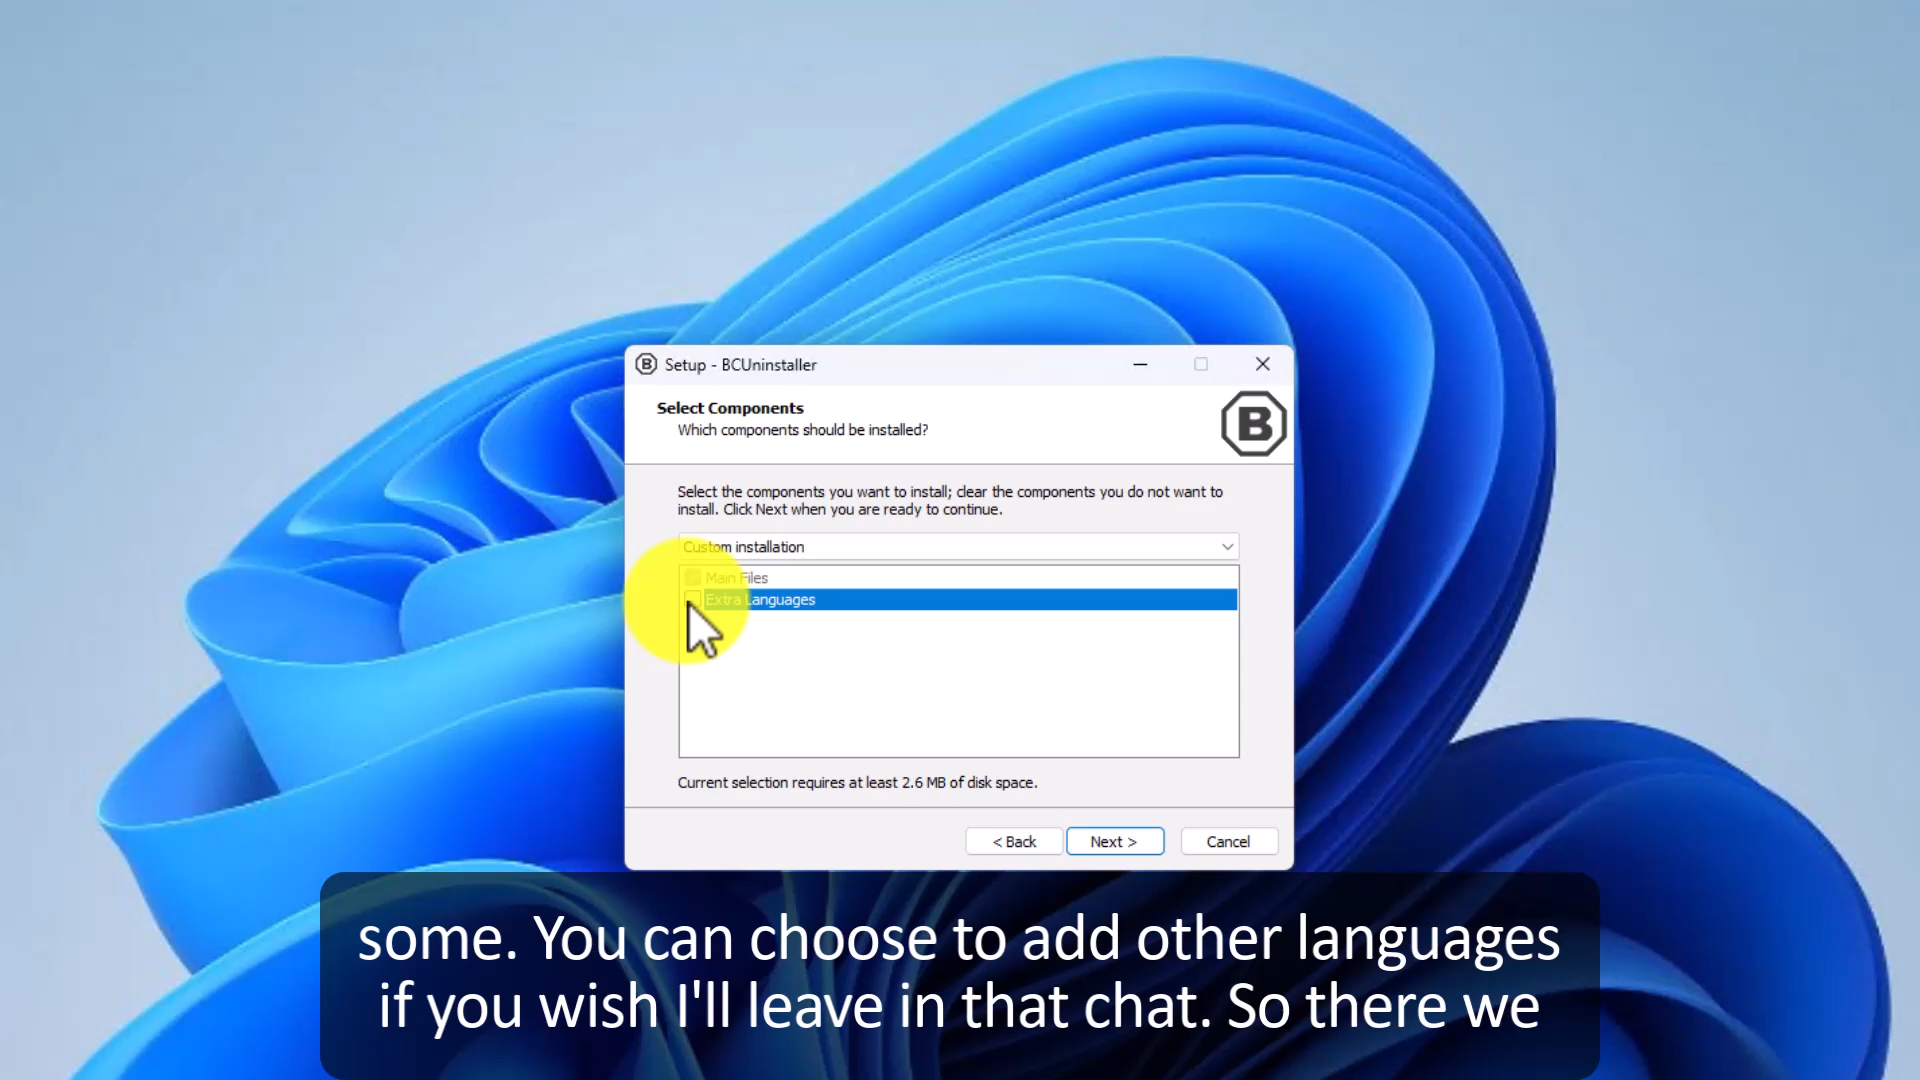 Setup - BCUninstaller
Select Components
Which components should be installed?
B
Select the components you want to install; clear the components you do not want to
install. Click Next when you are ready to continue.
Custom installation
Main Files
Extra Languages
Current selection requires at least 2.6 MB of disk space.
< Back Next > Cancel
some. You can choose to add other languages
if you wish I'll leave in that chat. So there we